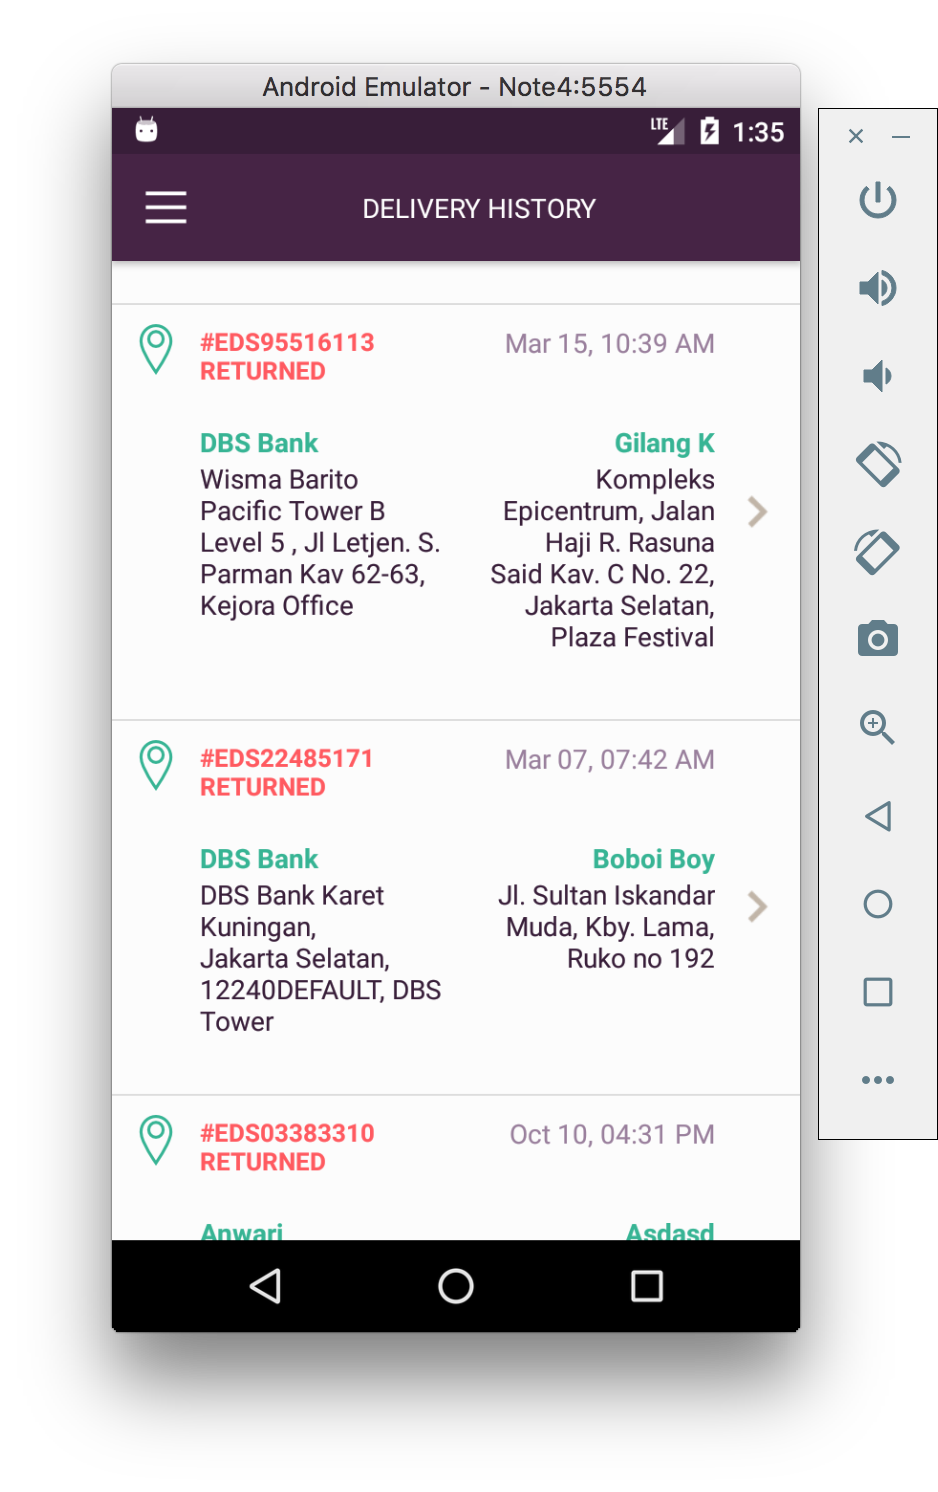 Android Emulator - Note4:5554
LTE 1:35
DELIVERY HISTORY
#EDS95516113 Mar 15, 10:39 AM
RETURNED
DBS Bank
Wisma Barito
Pacific Tower B
Level 5 , Jl Letjen. S.
Parman Kav 62-63,
Kejora Office
Gilang K
Kompleks
Epicentrum, Jalan
Haji R. Rasuna
Said Kav. C No. 22,
Jakarta Selatan,
Plaza Festival
#EDS22485171 Mar 07, 07:42 AM
RETURNED
DBS Bank
DBS Bank Karet
Kuningan,
Jakarta Selatan,
12240DEFAULT, DBS
Tower
Boboi Boy
Jl. Sultan Iskandar
Muda, Kby. Lama,
Ruko no 192
#EDS03383310 Oct 10, 04:31 PM
RETURNED
Anwari
Asdasd